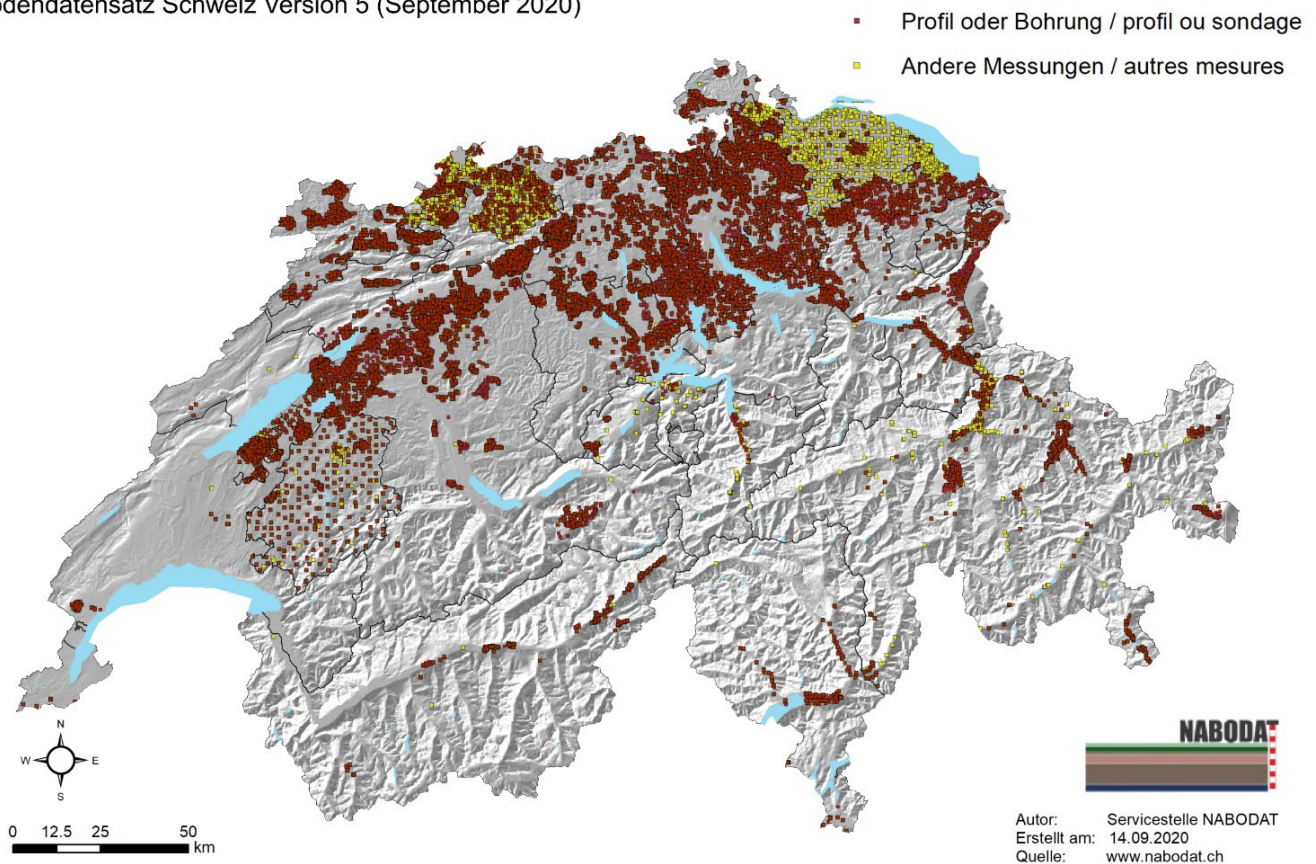 odendatensatz Schweiz Version 5 (September 2020)
Profil oder Bohrung / profil ou sondage
Andere Messungen / autres mesures
N
W E
S
0 12.5 25 50
km
NABODAT
Autor: Servicestelle NABODAT
Erstellt am: 14.09.2020
Quelle: www.nabodat.ch